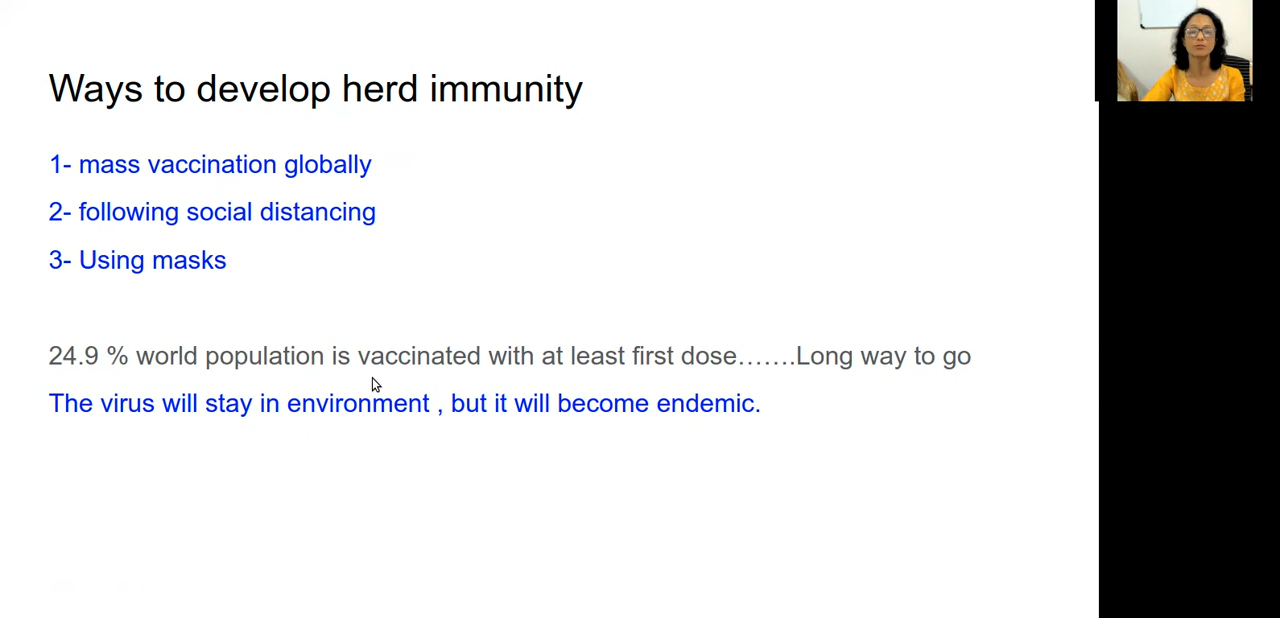 Ways to develop herd immunity
1- mass vaccination globally
2- following social distancing
3- Using masks
24.9 % world population is vaccinated with at least first dose…….Long way to go
The virus will stay in environment , but it will become endemic.